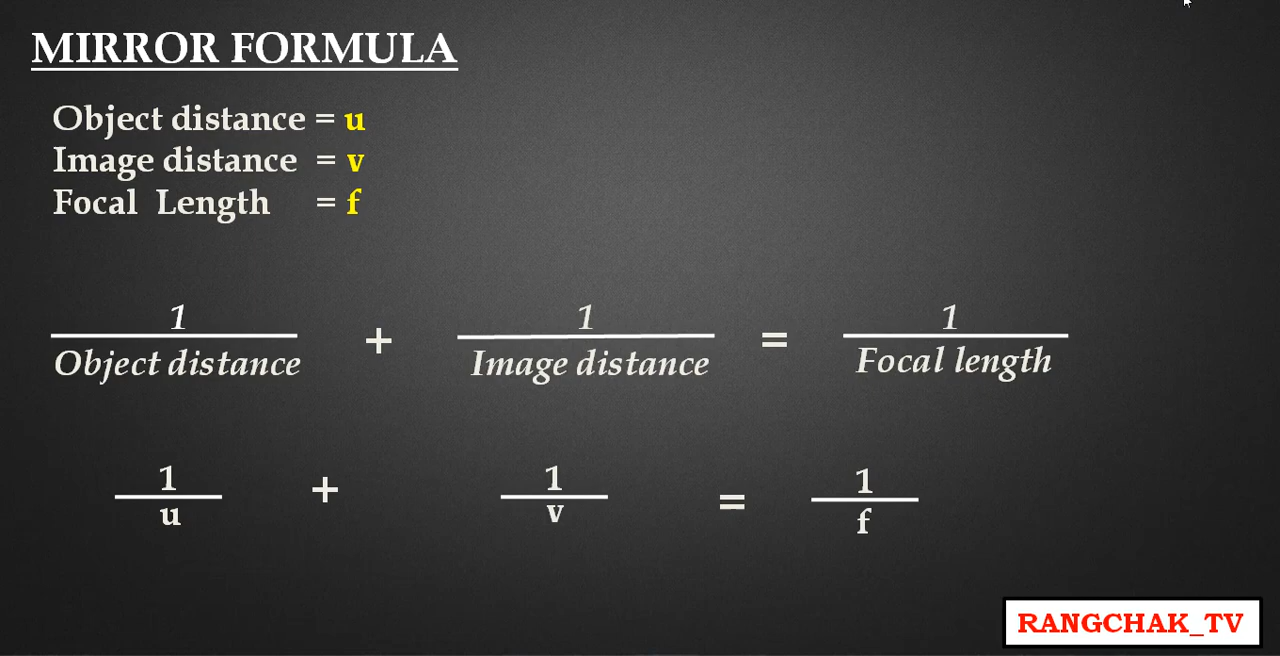 MIRROR FORMULA
Object distance = u
Image distance = v
Focal Length = f
1 + 1 = 1
Object distance Image distance Focal length
1 + 1 = 1
u v f
RANGCHAK_TV